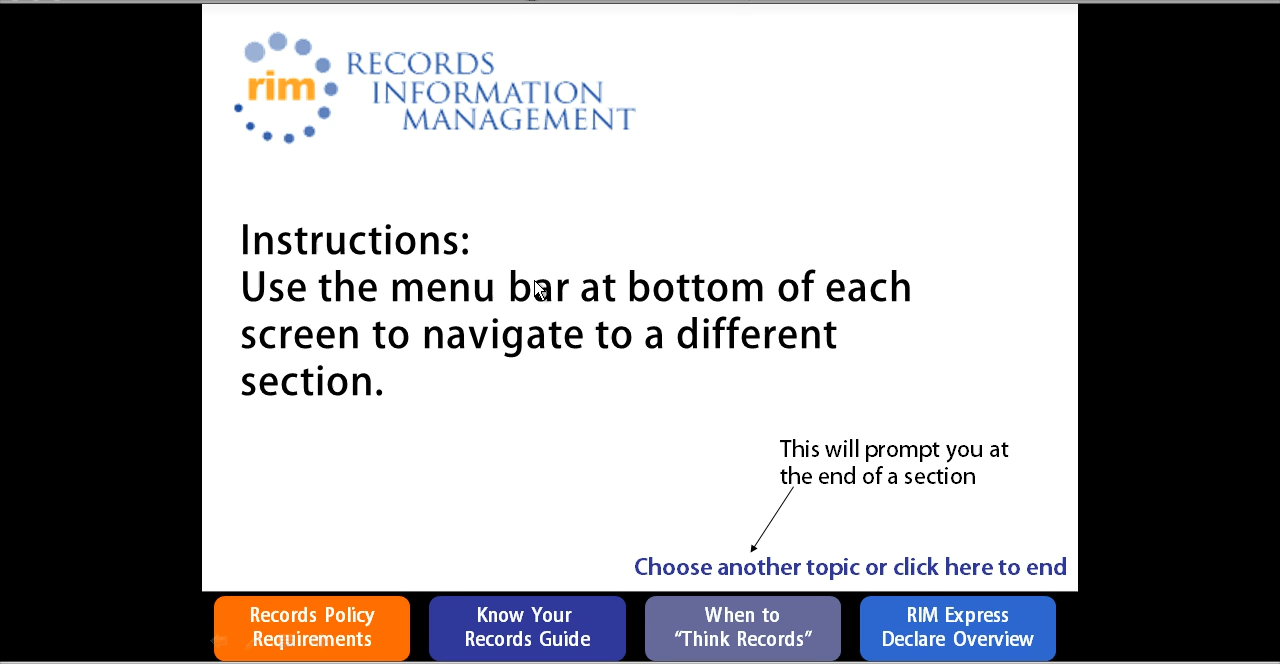 rim
RECORDS
INFORMATION
MANAGEMENT
Instructions:
Use the menu bar at bottom of each
screen to navigate to a different
section.
This will prompt you at
the end of a section
Choose another topic or click here to end
Records Policy
Requirements
Know Your
Records Guide
When to
“Think Records”
RIM Express
Declare Overview